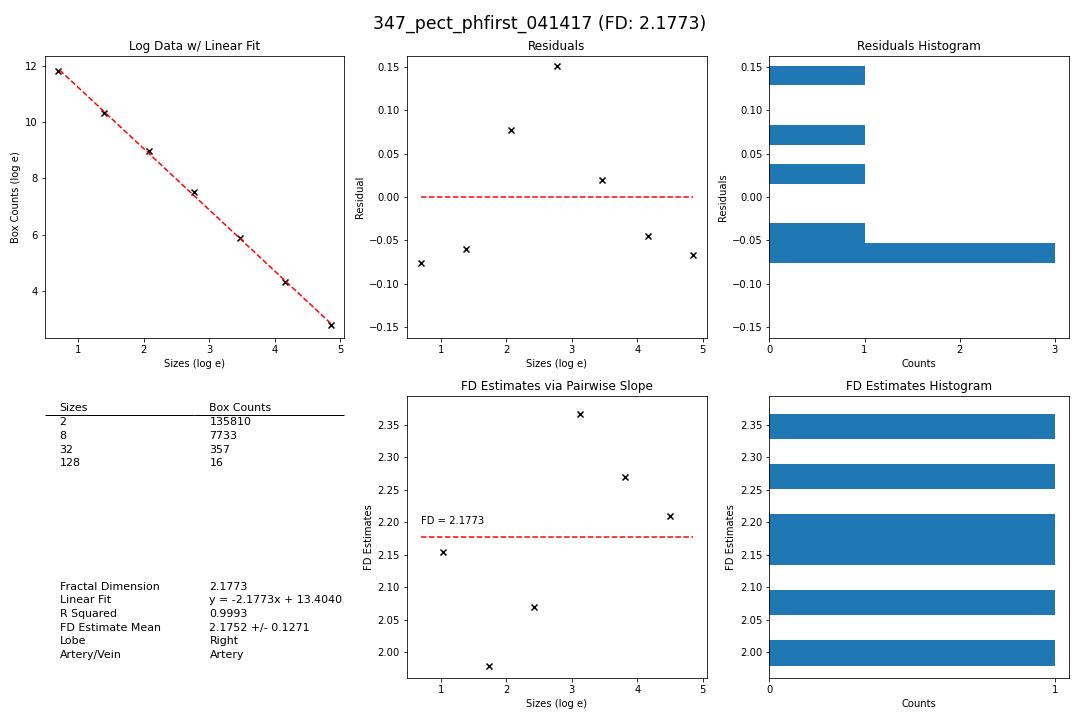 347_pect_phfirst_041417 (FD: 2.1773)
Log Data w/ Linear Fit
12
10
8
6
4
Box Counts (log e)
1 2 3 4 5
Sizes (log e)
Residuals
0.15
0.10
0.05
0.00
−0.05
−0.10
−0.15
Residual
1 2 3 4 5
Sizes (log e)
Residuals Histogram
0.15
0.10
0.05
0.00
−0.05
−0.10
−0.15
Residuals
0 1 2 3
Counts
Sizes Box Counts
2 135810
8 7733
32 357
128 16
Fractal Dimension 2.1773
Linear Fit y = -2.1773x + 13.4040
R Squared 0.9993
FD Estimate Mean 2.1752 +/- 0.1271
Lobe Right
Artery/Vein Artery
FD Estimates via Pairwise Slope
2.35
2.30
2.25
2.20
2.15
2.10
2.05
2.00
FD Estimates
FD = 2.1773
1 2 3 4 5
Sizes (log e)
FD Estimates Histogram
2.35
2.30
2.25
2.20
2.15
2.10
2.05
2.00
FD Estimates
0 1
Counts